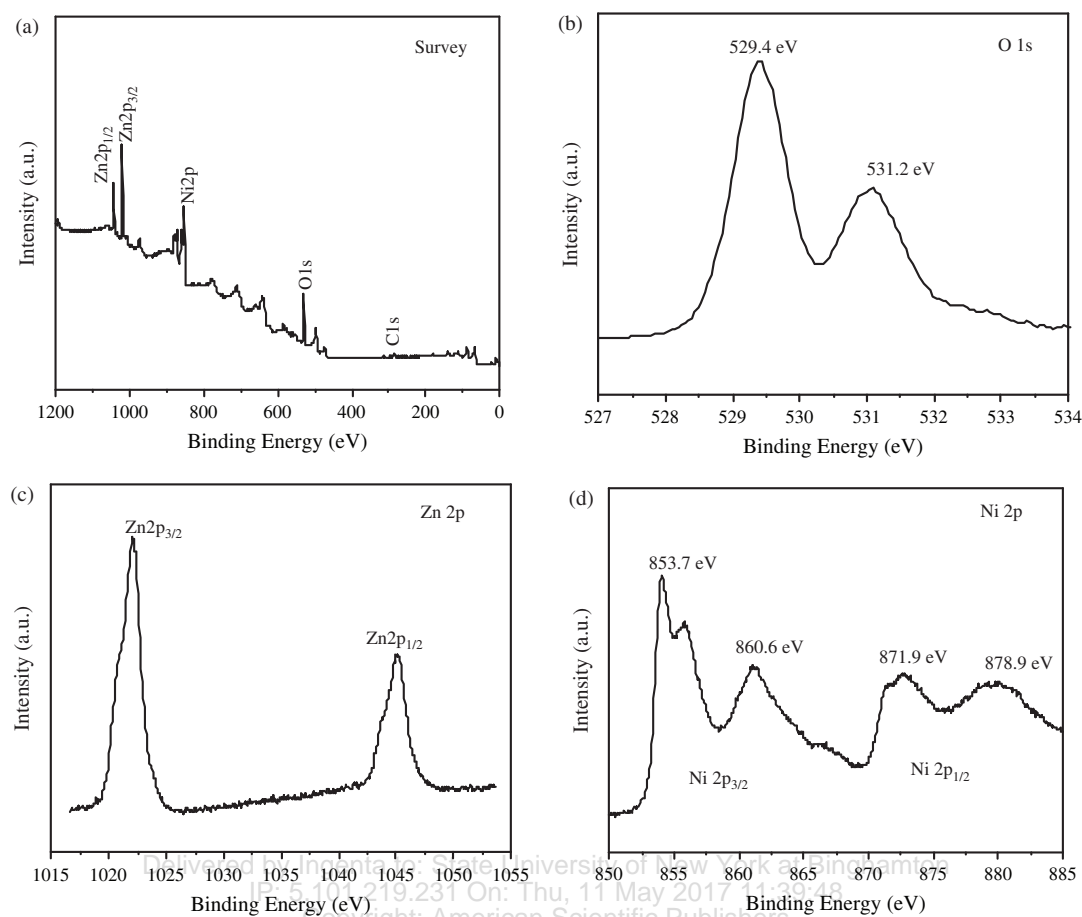 (a)
Survey
Zn2p1/2
Zn2p3/2
Ni2p
O1s
C1s
Intensity (a.u.)
1200 1000 800 600 400 200 0
Binding Energy (eV)
(b)
529.4 eV
O 1s
531.2 eV
Intensity (a.u.)
527 528 529 530 531 532 533 534
Binding Energy (eV)
(c)
Zn 2p
Zn2p3/2
Zn2p1/2
Intensity (a.u.)
1015 1020 1025 1030 1035 1040 1045 1050 1055
Binding Energy (eV)
(d)
Ni 2p
853.7 eV
860.6 eV
871.9 eV
878.9 eV
Ni 2p3/2
Ni 2p1/2
Intensity (a.u.)
850 855 860 865 870 875 880 885
Binding Energy (eV)
Delivered by Ingenta to: State University of New York at Binghamton
IP: 5.101.219.231 On: Thu, 11 May 2017 11:39:48
Copyright: American Scientific Publishers